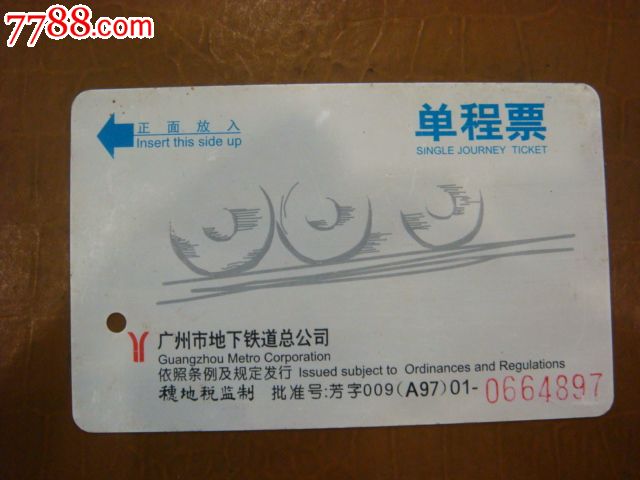 7788.com
正面放入
Insert this side up
单程票
SINGLE JOURNEY TICKET
广州市地下铁道总公司
Guangzhou Metro Corporation
依照条例及规定发行 Issued subject to Ordinances and Regulations
穗地税监制 批准号:芳字009(A97)01-0664897